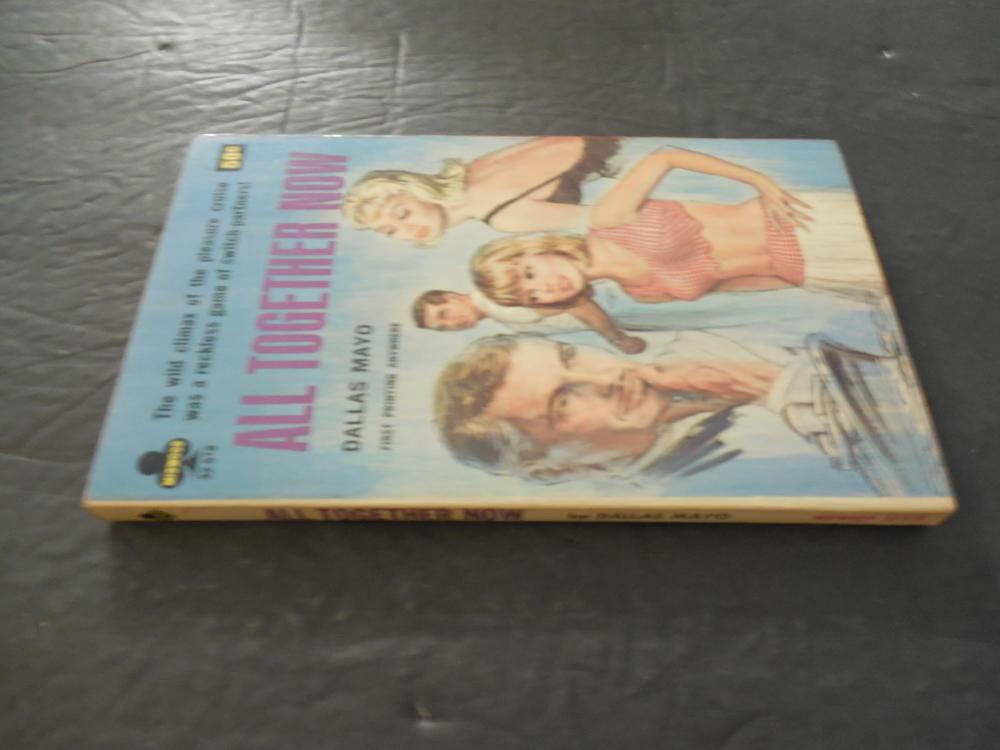 The wild climax of the pleasure cruise
was a reckless game of switch-partners!
50¢
MIDWOOD
ALL TOGETHER NOW
DALLAS MAYO
FIRST PRINTING ANYWHERE
ALL TOGETHER NOW
by DALLAS MAYO